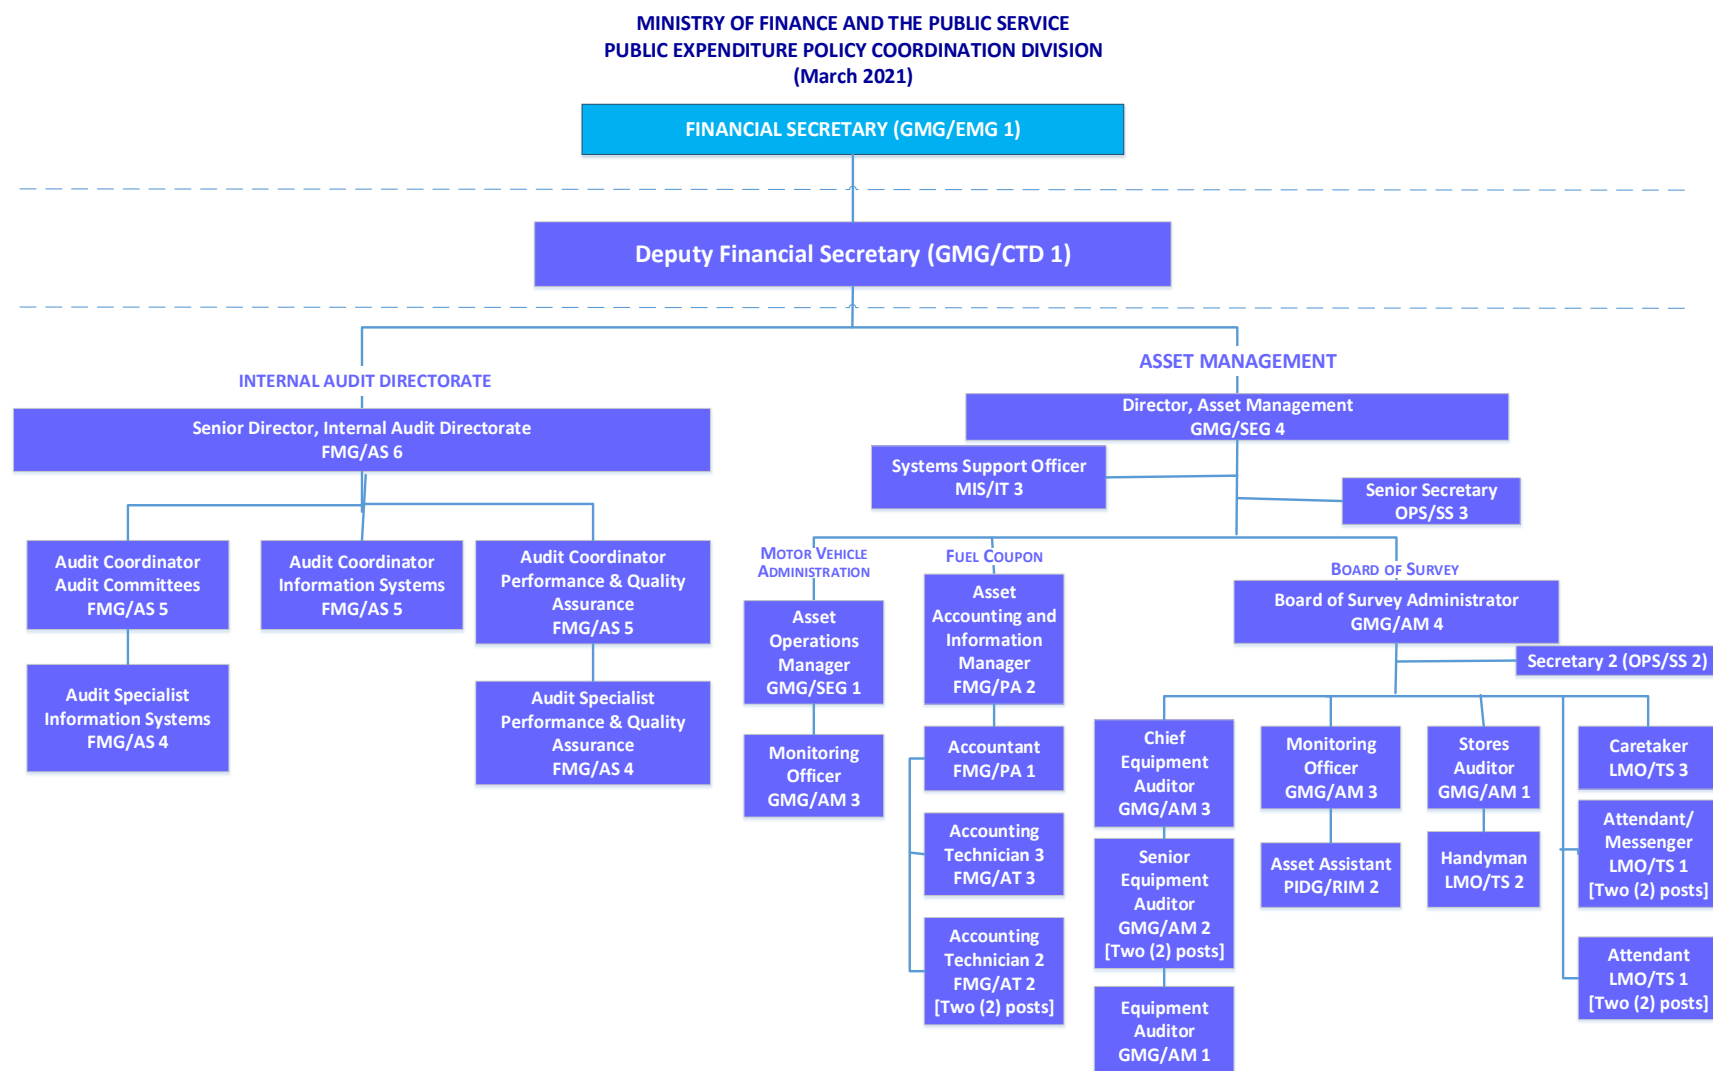 MINISTRY OF FINANCE AND THE PUBLIC SERVICE
PUBLIC EXPENDITURE POLICY COORDINATION DIVISION
(March 2021)
FINANCIAL SECRETARY (GMG/EMG 1)
Deputy Financial Secretary (GMG/CTD 1)
INTERNAL AUDIT DIRECTORATE
Senior Director, Internal Audit Directorate
FMG/AS 6
Audit Coordinator
Audit Committees
FMG/AS 5
Audit Specialist
Information Systems
FMG/AS 4
Audit Coordinator
Information Systems
FMG/AS 5
Audit Coordinator
Performance & Quality
Assurance
FMG/AS 5
Audit Specialist
Performance & Quality
Assurance
FMG/AS 4
ASSET MANAGEMENT
Director, Asset Management
GMG/SEG 4
Systems Support Officer
MIS/IT 3
Senior Secretary
OPS/SS 3
MOTOR VEHICLE
ADMINISTRATION
Asset
Operations
Manager
GMG/SEG 1
Monitoring
Officer
GMG/AM 3
FUEL COUPON
Asset
Accounting and
Information
Manager
FMG/PA 2
Accountant
FMG/PA 1
Accounting
Technician 3
FMG/AT 3
Accounting
Technician 2
FMG/AT 2
[Two (2) posts]
BOARD OF SURVEY
Board of Survey Administrator
GMG/AM 4
Secretary 2 (OPS/SS 2)
Chief
Equipment
Auditor
GMG/AM 3
Senior
Equipment
Auditor
GMG/AM 2
[Two (2) posts]
Equipment
Auditor
GMG/AM 1
Monitoring
Officer
GMG/AM 3
Asset Assistant
PIDG/RIM 2
Stores
Auditor
GMG/AM 1
Handyman
LMO/TS 2
Caretaker
LMO/TS 3
Attendant/
Messenger
LMO/TS 1
[Two (2) posts]
Attendant
LMO/TS 1
[Two (2) posts]